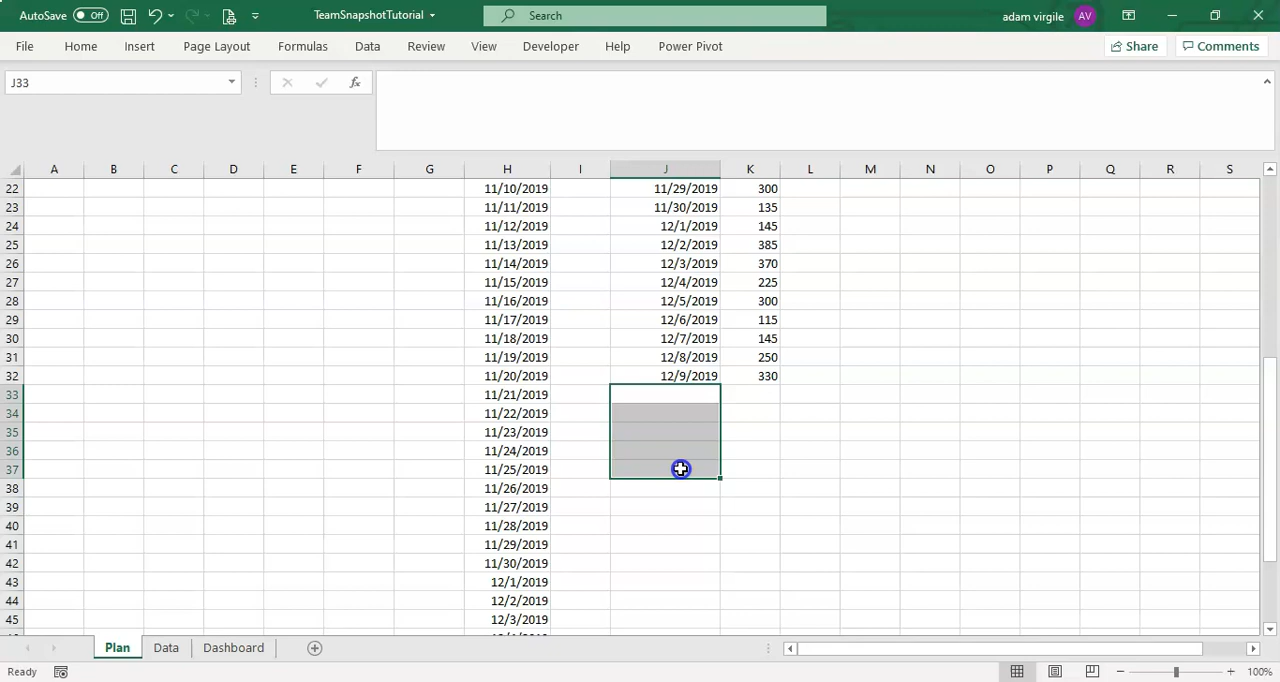 AutoSave Off TeamSnapshotTutorial Search adam virgile AV
File Home Insert Page Layout Formulas Data Review View Developer Help Power Pivot Share Comments
J33 fx
A B C D E F G H I J K L M N O P Q R S
22 11/10/2019 11/29/2019 300
23 11/11/2019 11/30/2019 135
24 11/12/2019 12/1/2019 145
25 11/13/2019 12/2/2019 385
26 11/14/2019 12/3/2019 370
27 11/15/2019 12/4/2019 225
28 11/16/2019 12/5/2019 300
29 11/17/2019 12/6/2019 115
30 11/18/2019 12/7/2019 145
31 11/19/2019 12/8/2019 250
32 11/20/2019 12/9/2019 330
33 11/21/2019
34 11/22/2019
35 11/23/2019
36 11/24/2019
37 11/25/2019
38 11/26/2019
39 11/27/2019
40 11/28/2019
41 11/29/2019
42 11/30/2019
43 12/1/2019
44 12/2/2019
45 12/3/2019
Plan Data Dashboard
Ready 100%